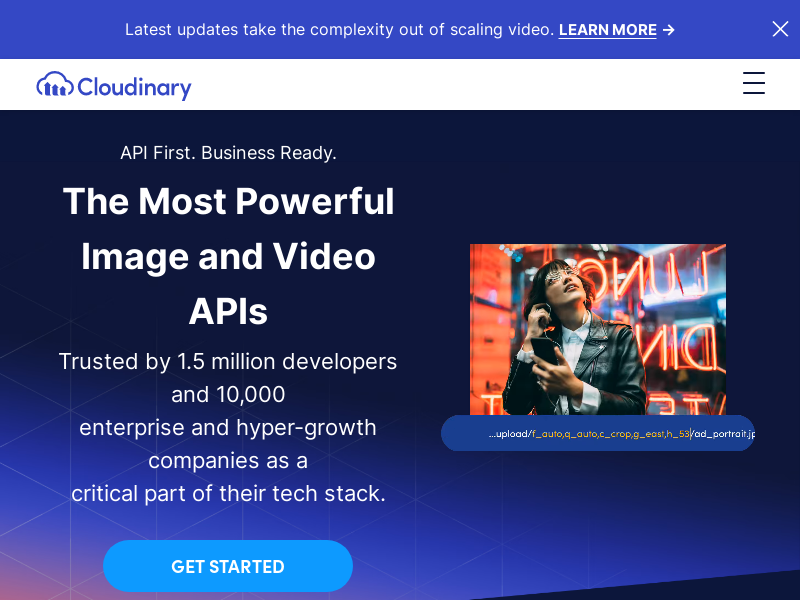 Latest updates take the complexity out of scaling video. LEARN MORE →
Cloudinary
API First. Business Ready.
The Most Powerful
Image and Video
APIs
Trusted by 1.5 million developers
and 10,000
enterprise and hyper-growth
companies as a
critical part of their tech stack.
GET STARTED
LUNG
DIN
...upload/f_auto,q_auto,c_crop,g_east,h_53/ad_portrait.jp